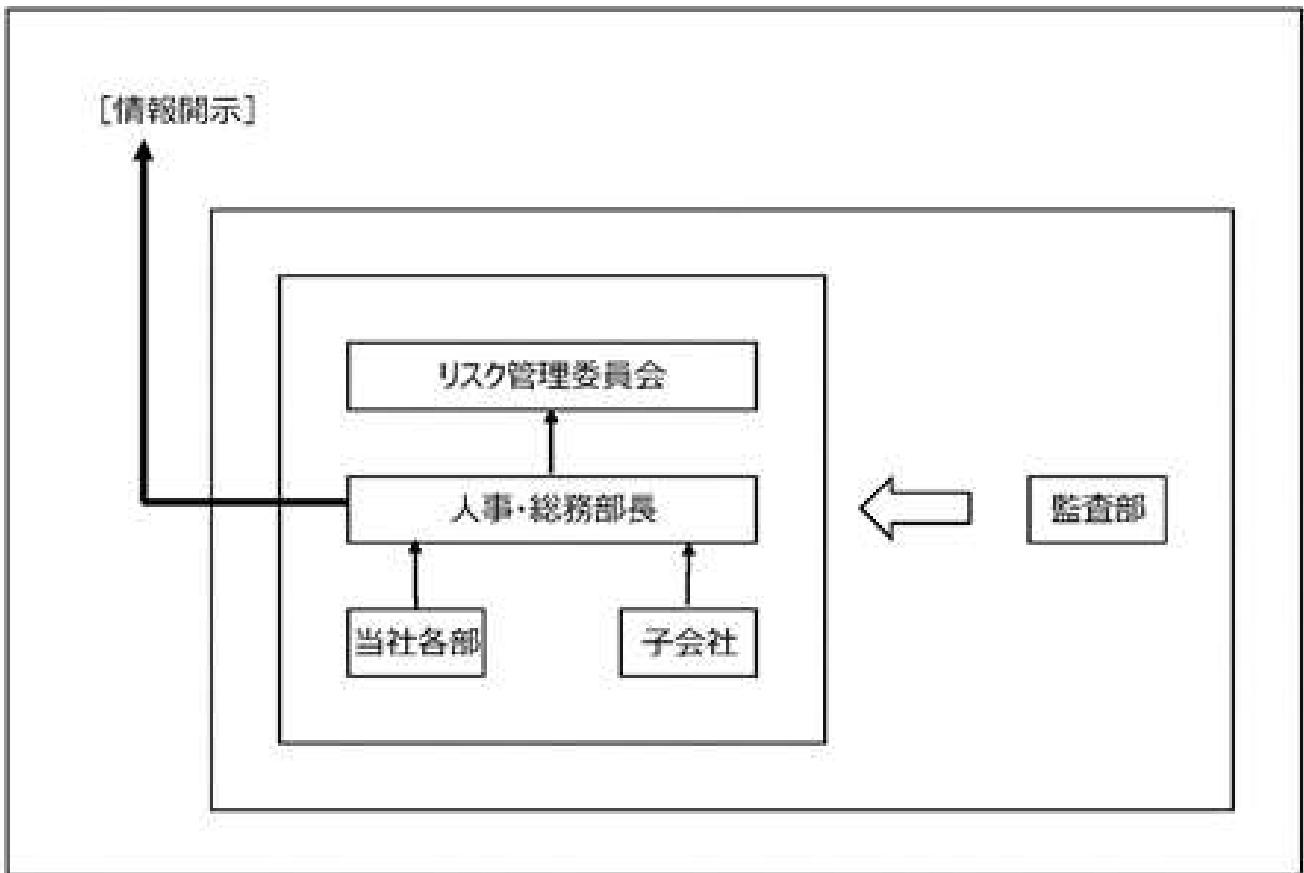 [情報開示]
リスク管理委員会
人事・総務部長
監査部
当社各部
子会社